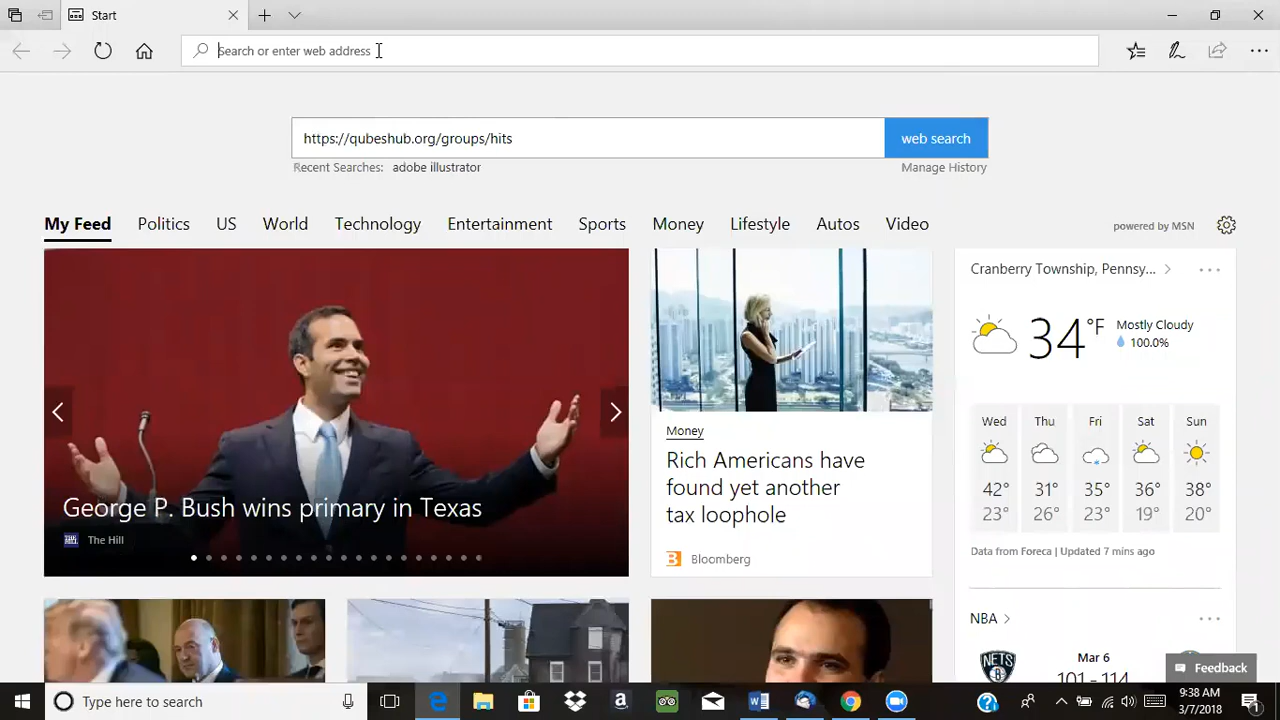 Start
Search or enter web address
https://qubeshub.org/groups/hits
web search
Recent Searches: adobe illustrator
Manage History
My Feed Politics US World Technology Entertainment Sports Money Lifestyle Autos Video
powered by MSN
George P. Bush wins primary in Texas
THE HILL
The Hill
Money
Rich Americans have
found yet another
tax loophole
B Bloomberg
Cranberry Township, Pennsy...
34°F
Mostly Cloudy
100.0%
Wed Thu Fri Sat Sun
42° 31° 35° 36° 38°
23° 26° 23° 19° 20°
Data from Foreca | Updated 7 mins ago
NBA
Mar 6
NETS
101 - 114
Feedback
Type here to search
9:38 AM
3/7/2018